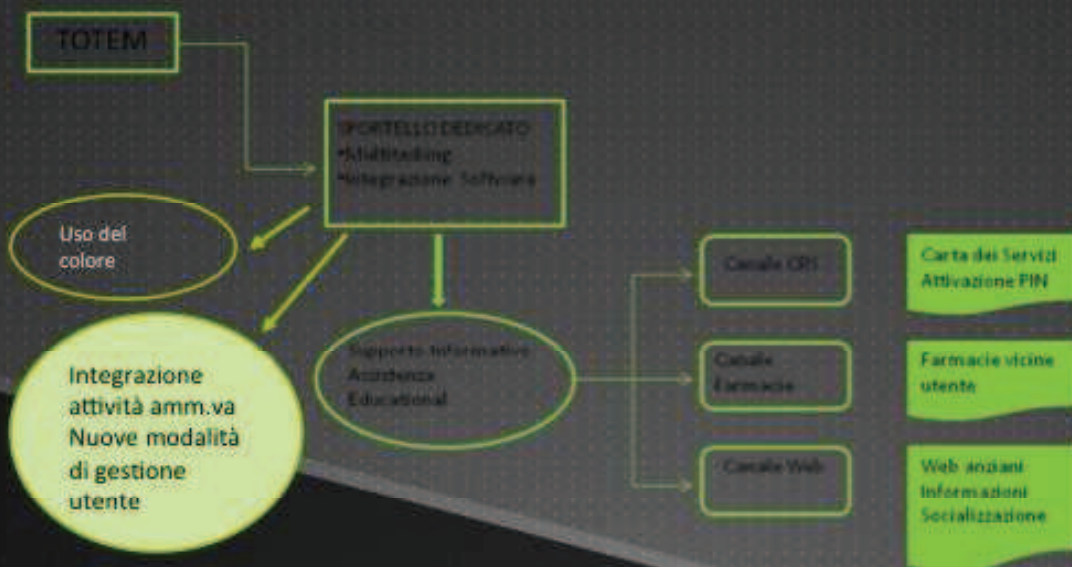 TOTEM
SPORTELLO DEDICATO
•Multitasking
•Integrazione Software
Uso del
colore
Integrazione
attività amm.va
Nuove modalità
di gestione
utente
Supporto Informativo
Assistenza
Educational
Canale CRS
Canale
Farmacie
Canale Web
Carta dei Servizi
Attivazione PIN
Farmacie vicine
utente
Web anziani
Informazioni
Socializzazione